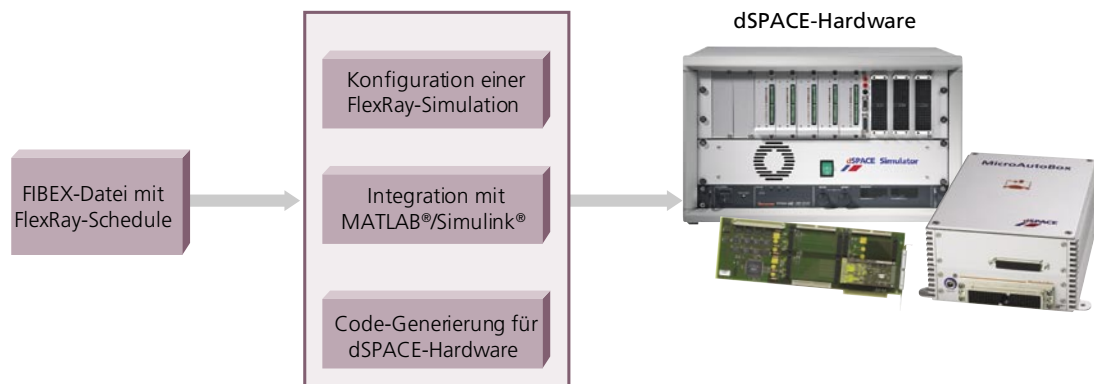 dSPACE-Hardware
Konfiguration einer
FlexRay-Simulation
FIBEX-Datei mit
FlexRay-Schedule
Integration mit
MATLAB®/Simulink®
Code-Generierung für
dSPACE-Hardware
dSPACE Simulator
MicroAutoBox
dSPACE